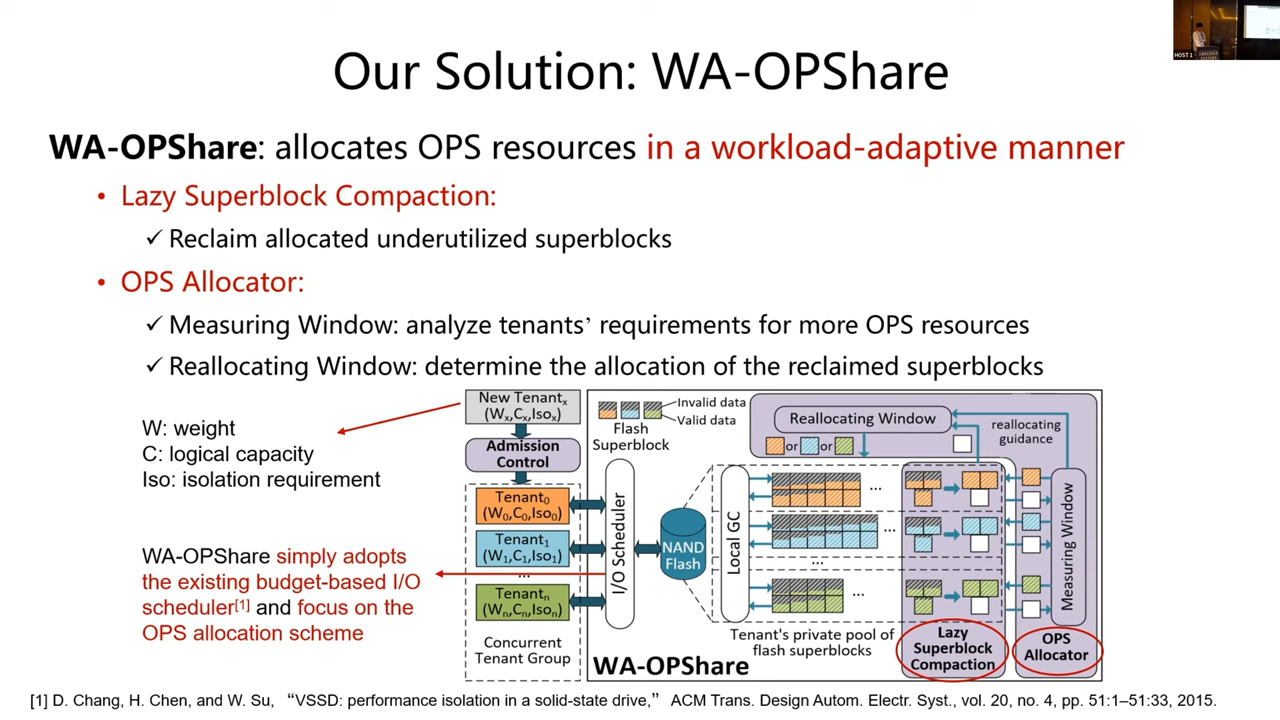 HOST 1
Our Solution: WA-OPShare
WA-OPShare: allocates OPS resources in a workload-adaptive manner
• Lazy Superblock Compaction:
✓ Reclaim allocated underutilized superblocks
• OPS Allocator:
✓ Measuring Window: analyze tenants’ requirements for more OPS resources
✓ Reallocating Window: determine the allocation of the reclaimed superblocks
W: weight
C: logical capacity
Iso: isolation requirement
WA-OPShare simply adopts
the existing budget-based I/O
scheduler[1] and focus on the
OPS allocation scheme
New Tenantx
(Wx,Cx,Isox)
Admission
Control
Tenant0
(W0,C0,Iso0)
Tenant1
(W1,C1,Iso1)
...
Tenantn
(Wn,Cn,Ison)
Concurrent
Tenant Group
Invalid data
Valid data
Flash
Superblock
I/O Scheduler
NAND
Flash
Local GC
Reallocating Window
or or
reallocating
guidance
...
...
...
...
Measuring Window
Tenant's private pool of
flash superblocks
Lazy
Superblock
Compaction
OPS
Allocator
WA-OPShare
[1] D. Chang, H. Chen, and W. Su, “VSSD: performance isolation in a solid-state drive,” ACM Trans. Design Autom. Electr. Syst., vol. 20, no. 4, pp. 51:1–51:33, 2015.